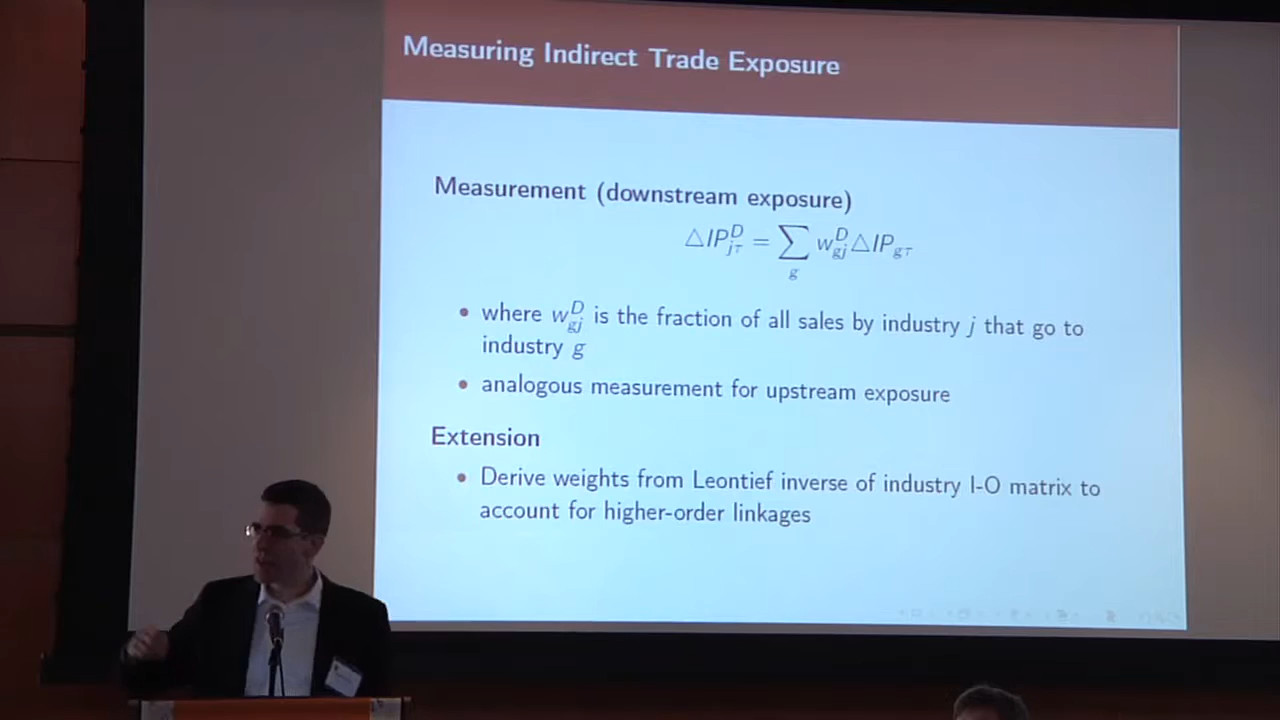 Measuring Indirect Trade Exposure
Measurement (downstream exposure)
△IP^D_{jτ} = ∑_g w^D_{gj} △IP_{gτ}
• where w^D_{gj} is the fraction of all sales by industry j that go to
industry g
• analogous measurement for upstream exposure
Extension
• Derive weights from Leontief inverse of industry I-O matrix to
account for higher-order linkages